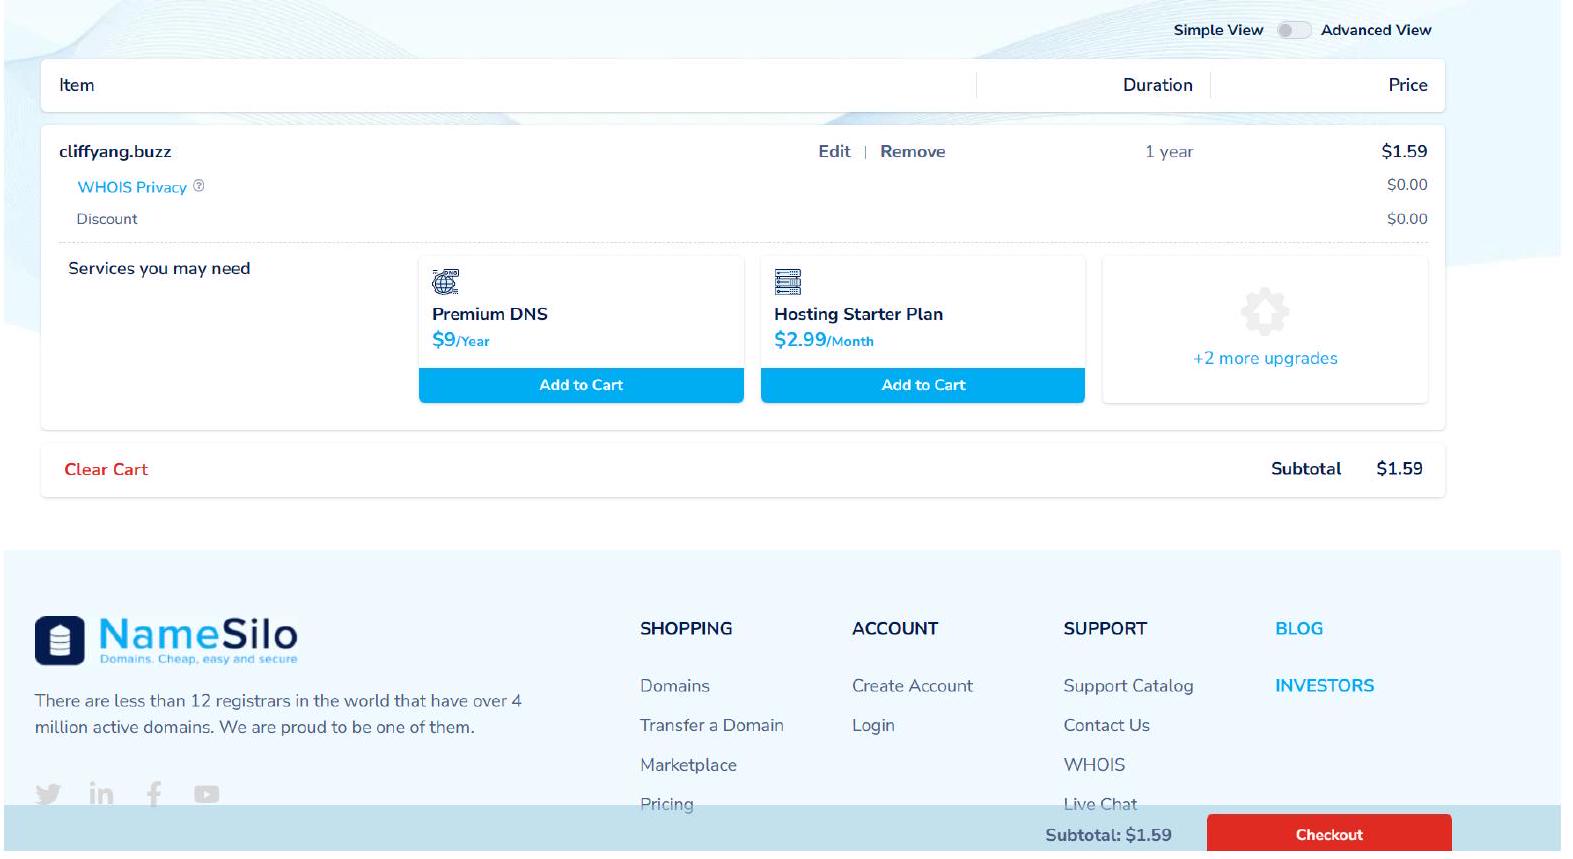 Simple View Advanced View
Item Duration Price
cliffyang.buzz Edit | Remove 1 year $1.59
WHOIS Privacy ? $0.00
Discount $0.00
Services you may need
Premium DNS
$9/Year
Add to Cart
Hosting Starter Plan
$2.99/Month
Add to Cart
+2 more upgrades
Clear Cart Subtotal $1.59
NameSilo
Domains. Cheap, easy and secure
There are less than 12 registrars in the world that have over 4
million active domains. We are proud to be one of them.
SHOPPING
Domains
Transfer a Domain
Marketplace
Pricing
ACCOUNT
Create Account
Login
SUPPORT
Support Catalog
Contact Us
WHOIS
Live Chat
BLOG
INVESTORS
Subtotal: $1.59 Checkout